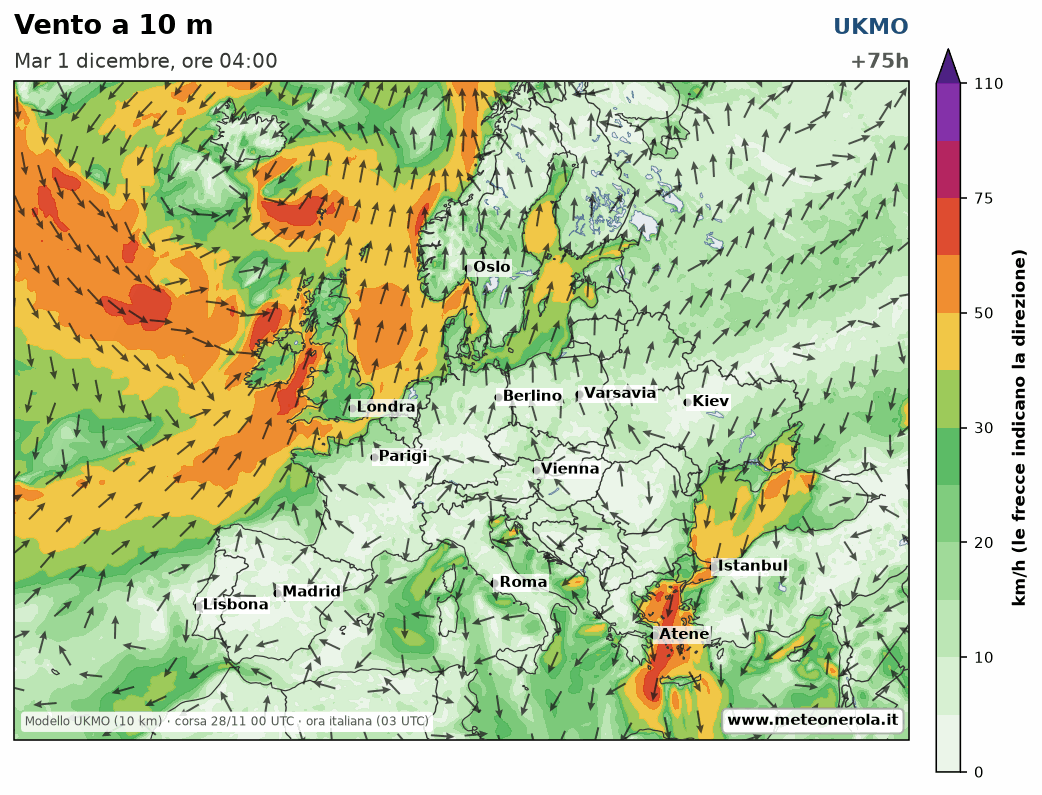 Vento a 10 m
UKMO
Mar 1 dicembre, ore 04:00
+75h
110
75
50
30
20
10
0
km/h (le frecce indicano la direzione)
Oslo
Londra
Berlino
Varsavia
Kiev
Parigi
Vienna
Istanbul
Roma
Madrid
Lisbona
Atene
Modello UKMO (10 km) · corsa 28/11 00 UTC · ora italiana (03 UTC)
www.meteonerola.it